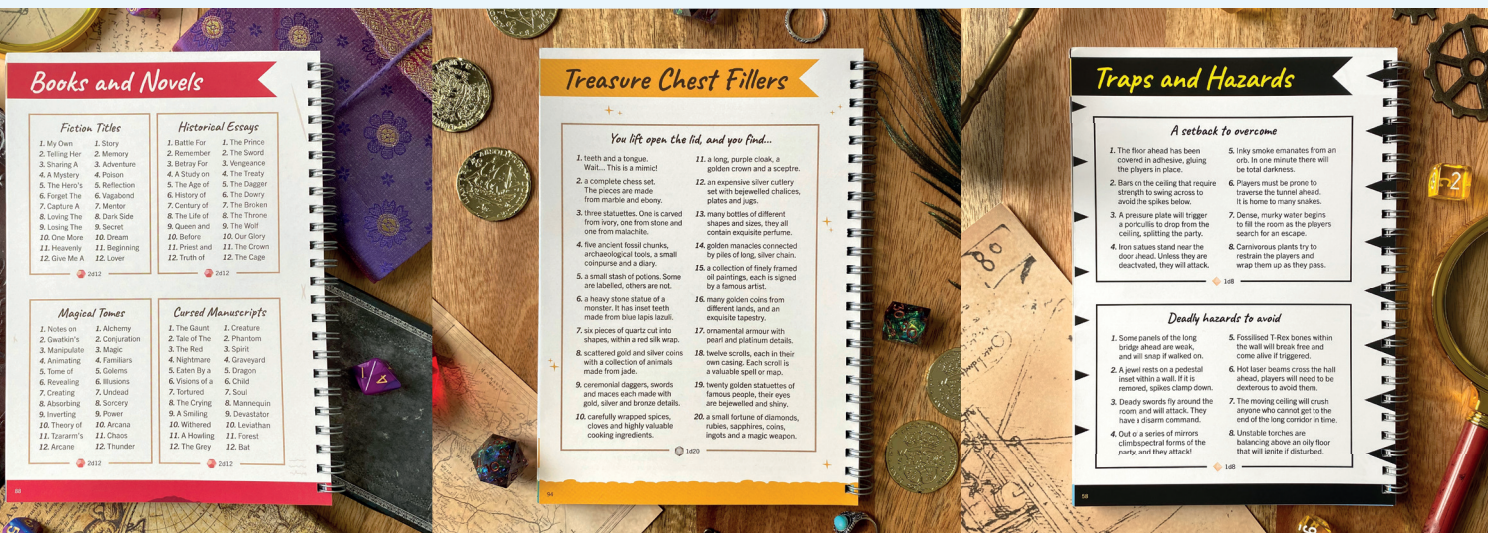 Books and Novels
Fiction Titles
1. My Own 1. Story
2. Telling Her 2. Memory
3. Sharing A 3. Adventure
4. A Mystery 4. Poison
5. The Hero's 5. Reflection
6. Forget The 6. Vagabond
7. Capture A 7. Mentor
8. Loving The 8. Dark Side
9. Losing The 9. Secret
10. One More 10. Dream
11. Heavenly 11. Beginning
12. Give Me A 12. Lover
2d12
Historical Essays
1. Battle For 1. The Prince
2. Remember 2. The Sword
3. Betray For 3. Vengeance
4. A Study on 4. The Treaty
5. The Age of 5. The Dagger
6. History of 6. The Dowry
7. Century of 7. The Broken
8. The Life of 8. The Throne
9. Queen and 9. The Wolf
10. Before 10. Our Glory
11. Priest and 11. The Crown
12. Truth of 12. The Cage
2d12
Magical Tomes
1. Notes on 1. Alchemy
2. Gwatkin's 2. Conjuration
3. Manipulate 3. Magic
4. Animating 4. Familiars
5. Tome of 5. Golems
6. Revealing 6. Illusions
7. Creating 7. Undead
8. Absorbing 8. Sorcery
9. Inverting 9. Power
10. Theory of 10. Arcana
11. Tzararm's 11. Chaos
12. Arcane 12. Thunder
2d12
Cursed Manuscripts
1. The Gaunt 1. Creature
2. Tale of The 2. Phantom
3. The Red 3. Spirit
4. Nightmare 4. Graveyard
5. Eaten By a 5. Dragon
6. Visions of a 6. Child
7. Tortured 7. Soul
8. The Crying 8. Mannequin
9. A Smiling 9. Devastator
10. Withered 10. Leviathan
11. A Howling 11. Forest
12. The Grey 12. Bat
2d12
88
Treasure Chest Fillers
You lift open the lid, and you find...
1. teeth and a tongue.
Wait... This is a mimic!
2. a complete chess set.
The pieces are made
from marble and ebony.
3. three statuettes. One is carved
from ivory, one from stone and
one from malachite.
4. five ancient fossil chunks,
archaeological tools, a small
coinpurse and a diary.
5. a small stash of potions. Some
are labelled, others are not.
6. a heavy stone statue of a
monster. It has inset teeth
made from blue lapis lazuli.
7. six pieces of quartz cut into
shapes, within a red silk wrap.
8. scattered gold and silver coins
with a collection of animals
made from jade.
9. ceremonial daggers, swords
and maces each made with
gold, silver and bronze details.
10. carefully wrapped spices,
cloves and highly valuable
cooking ingredients.
11. a long, purple cloak, a
golden crown and a sceptre.
12. an expensive silver cutlery
set with bejewelled chalices,
plates and jugs.
13. many bottles of different
shapes and sizes, they all
contain exquisite perfume.
14. golden manacles connected
by piles of long, silver chain.
15. a collection of finely framed
oil paintings, each is signed
by a famous artist.
16. many golden coins from
different lands, and an
exquisite tapestry.
17. ornamental armour with
pearl and platinum details.
18. twelve scrolls, each in their
own casing. Each scroll is
a valuable spell or map.
19. twenty golden statuettes of
famous people, their eyes
are bejewelled and shiny.
20. a small fortune of diamonds,
rubies, sapphires, coins,
ingots and a magic weapon.
1d20
94
Traps and Hazards
A setback to overcome
1. The floor ahead has been
covered in adhesive, gluing
the players in place.
2. Bars on the ceiling that require
strength to swing across to
avoid the spikes below.
3. A pressure plate will trigger
a portcullis to drop from the
ceiling, splitting the party.
4. Iron satues stand near the
door ahead. Unless they are
deactvated, they will attack.
5. Inky smoke emanates from an
orb. In one minute there will
be total darkness.
6. Players must be prone to
traverse the tunnel ahead.
It is home to many snakes.
7. Dense, murky water begins
to fill the room as the players
search for an escape.
8. Carnivorous plants try to
restrain the players and
wrap them up as they pass.
1d8
Deadly hazards to avoid
1. Some panels of the long
bridge ahead are weak,
and will snap if walked on.
2. A jewel rests on a pedestal
inset within a wall. If it is
removed, spikes clamp down.
3. Deadly swords fly around the
room and will attack. They
have a disarm command.
4. Out of a series of mirrors
climb spectral forms of the
party, and they attack!
5. Fossilised T-Rex bones within
the wall will break free and
come alive if triggered.
6. Hot laser beams cross the hall
ahead, players will need to be
dexterous to avoid them.
7. The moving ceiling will crush
anyone who cannot get to the
end of the long corridor in time.
8. Unstable torches are
balancing above an oily floor
that will ignite if disturbed.
1d8
58
80
2